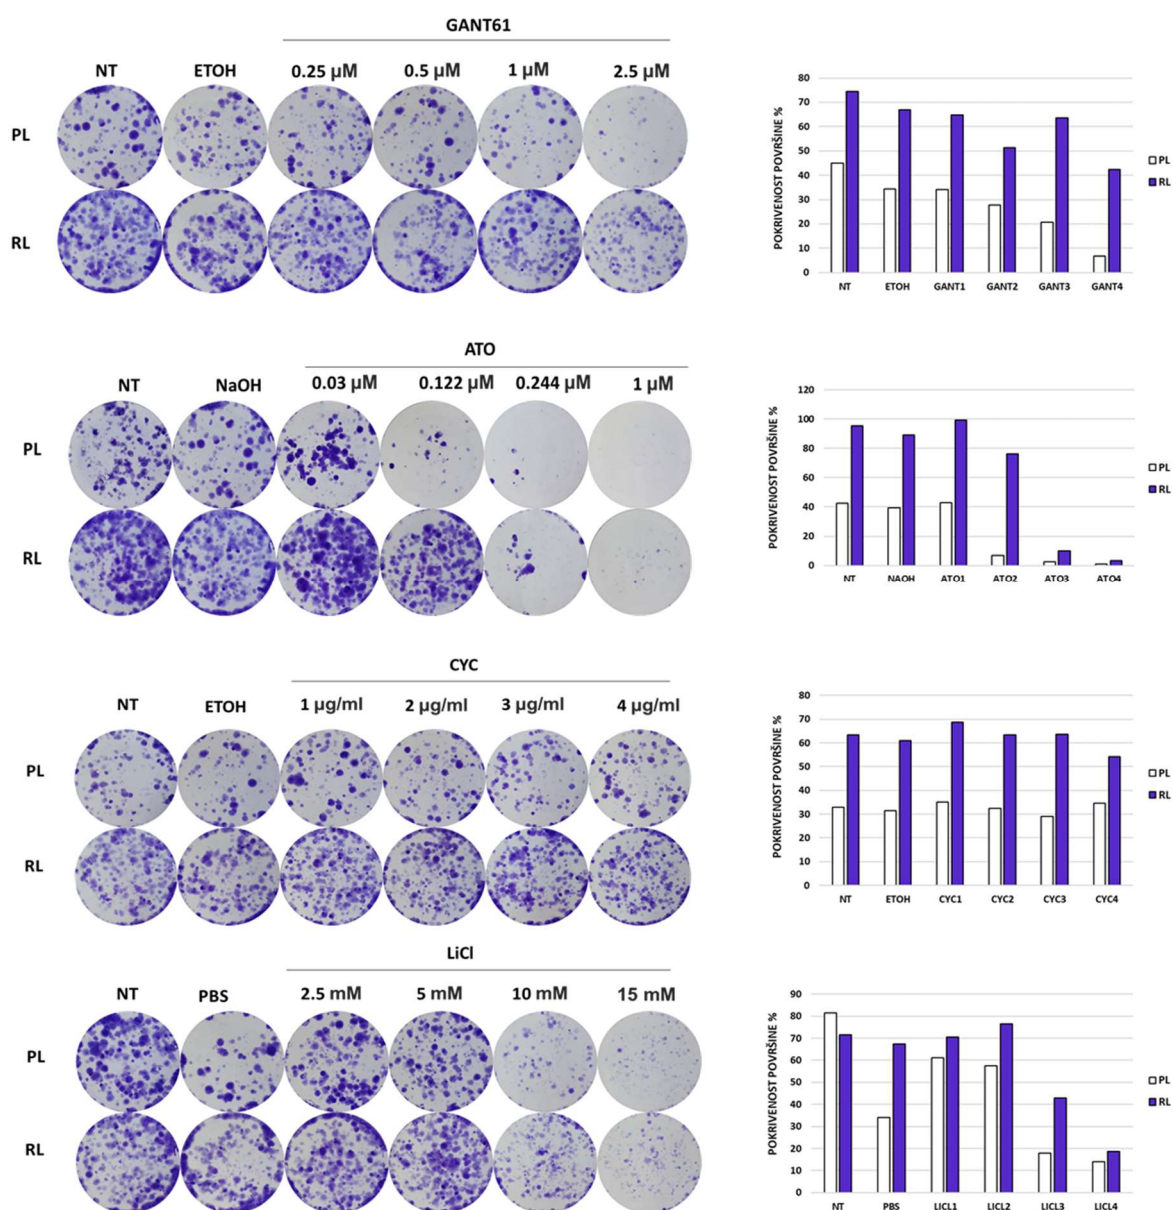 GANT61
NT ETOH 0.25 µM 0.5 µM 1 µM 2.5 µM
PL
RL
POKRIVENOST POVRŠINE %
80
70
60
50
40
30
20
10
0
NT ETOH GANT1 GANT2 GANT3 GANT4
PL
RL
ATO
NT NaOH 0.03 µM 0.122 µM 0.244 µM 1 µM
PL
RL
POKRIVENOST POVRŠINE %
120
100
80
60
40
20
0
NT NAOH ATO1 ATO2 ATO3 ATO4
PL
RL
CYC
NT ETOH 1 µg/ml 2 µg/ml 3 µg/ml 4 µg/ml
PL
RL
POKRIVENOST POVRŠINE %
80
70
60
50
40
30
20
10
0
NT ETOH CYC1 CYC2 CYC3 CYC4
PL
RL
LiCl
NT PBS 2.5 mM 5 mM 10 mM 15 mM
PL
RL
POKRIVENOST POVRŠINE %
90
80
70
60
50
40
30
20
10
0
NT PBS LICL1 LICL2 LICL3 LICL4
PL
RL